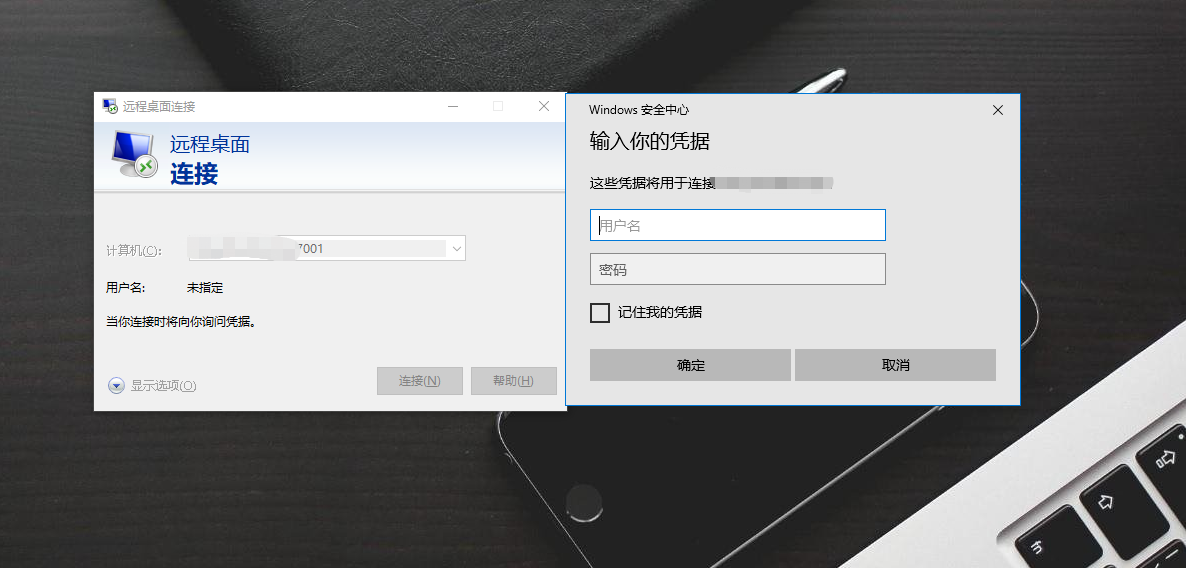 远程桌面连接
远程桌面
连接
计算机(C):
7001
用户名:
未指定
当你连接时将向你询问凭据。
显示选项(O)
连接(N)
帮助(H)
Windows 安全中心
输入你的凭据
这些凭据将用于连接
用户名
密码
记住我的凭据
确定
取消